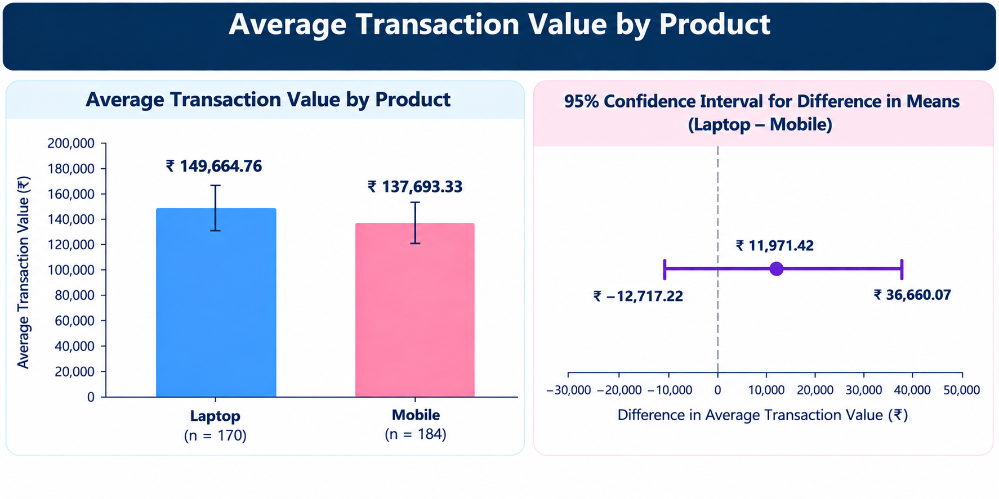 Average Transaction Value by Product
Average Transaction Value by Product
200,000
180,000
160,000
140,000
120,000
100,000
80,000
60,000
40,000
20,000
0
Average Transaction Value (₹)
₹ 149,664.76
₹ 137,693.33
Laptop
(n = 170)
Mobile
(n = 184)
95% Confidence Interval for Difference in Means
(Laptop – Mobile)
₹ 11,971.42
₹ −12,717.22
₹ 36,660.07
−30,000 −20,000 −10,000 0 10,000 20,000 30,000 40,000 50,000
Difference in Average Transaction Value (₹)